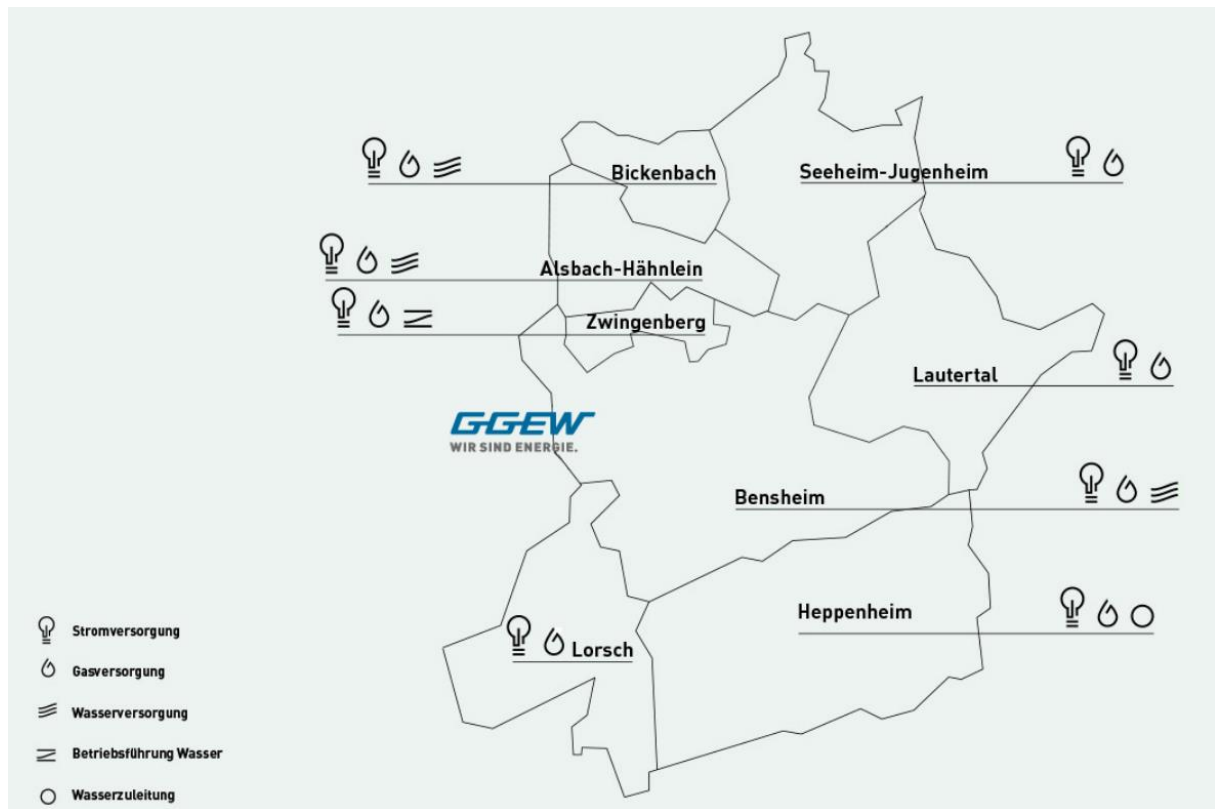 Bickenbach
Seeheim-Jugenheim
Alsbach-Hähnlein
Zwingenberg
Lautertal
GGEW
WIR SIND ENERGIE.
Bensheim
Heppenheim
Lorsch
Stromversorgung
Gasversorgung
Wasserversorgung
Betriebsführung Wasser
Wasserzuleitung